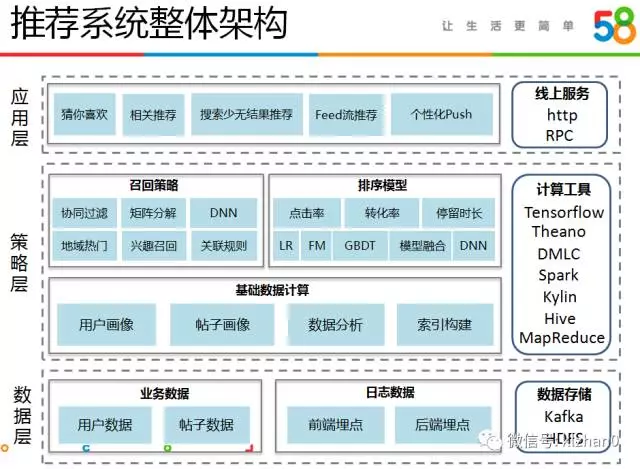 推荐系统整体架构
让生活更简单
58
应用层
猜你喜欢
相关推荐
搜索少无结果推荐
Feed流推荐
个性化Push
线上服务
http
RPC
策略层
召回策略
协同过滤
矩阵分解
DNN
地域热门
兴趣召回
关联规则
排序模型
点击率
转化率
停留时长
LR
FM
GBDT
模型融合
DNN
基础数据计算
用户画像
帖子画像
数据分析
索引构建
计算工具
Tensorflow
Theano
DMLC
Spark
Kylin
Hive
MapReduce
数据层
业务数据
用户数据
帖子数据
日志数据
前端埋点
后端埋点
数据存储
Kafka
HDFS
微信号: